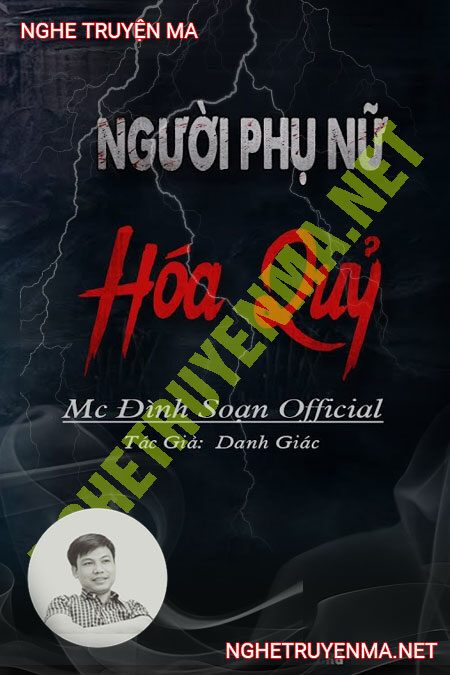 NGHE TRUYỆN MA
NGƯỜI PHỤ NỮ
Hóa Quỷ
Mc Đình Soạn Official
Tác Giả: Danh Giác
NGHETRUYENMA.NET
NGHETRUYENMA.NET